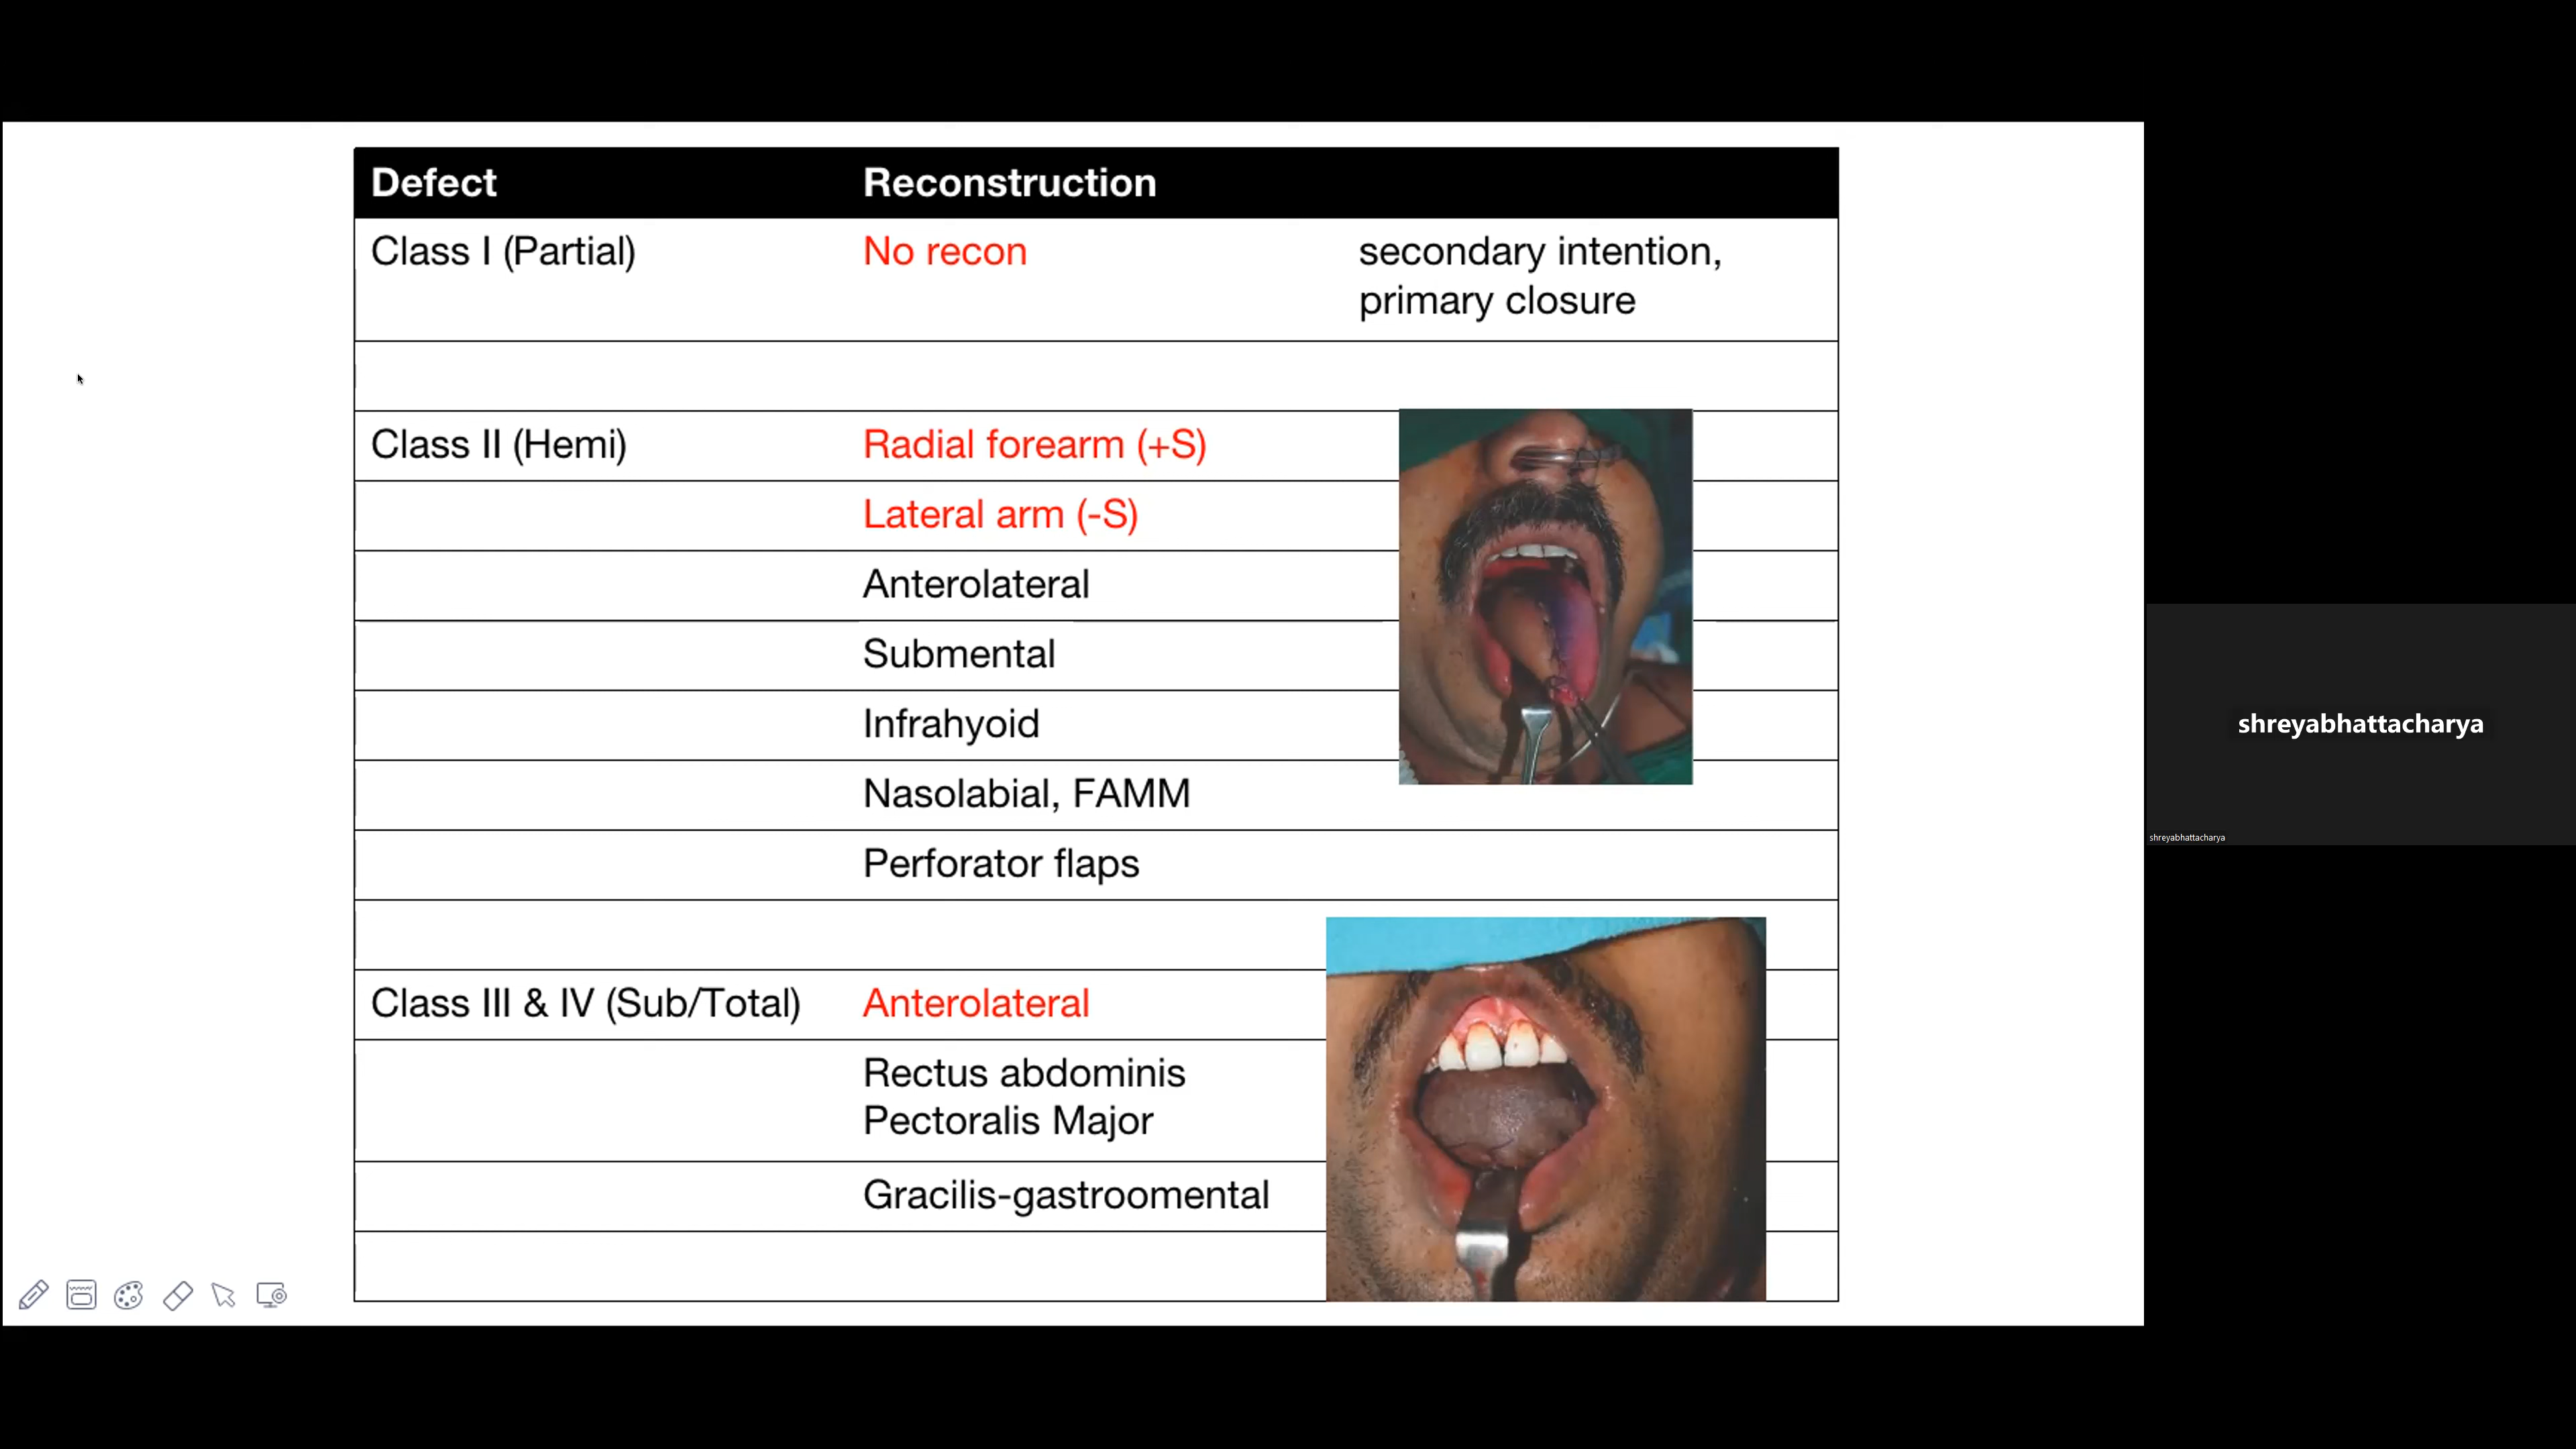 Defect Reconstruction
Class I (Partial) No recon secondary intention,
primary closure
Class II (Hemi) Radial forearm (+S)
Lateral arm (-S)
Anterolateral
Submental
Infrahyoid
Nasolabial, FAMM
Perforator flaps
Class III & IV (Sub/Total) Anterolateral
Rectus abdominis
Pectoralis Major
Gracilis-gastroomental
shreyabhattacharya
shreyabhattacharya